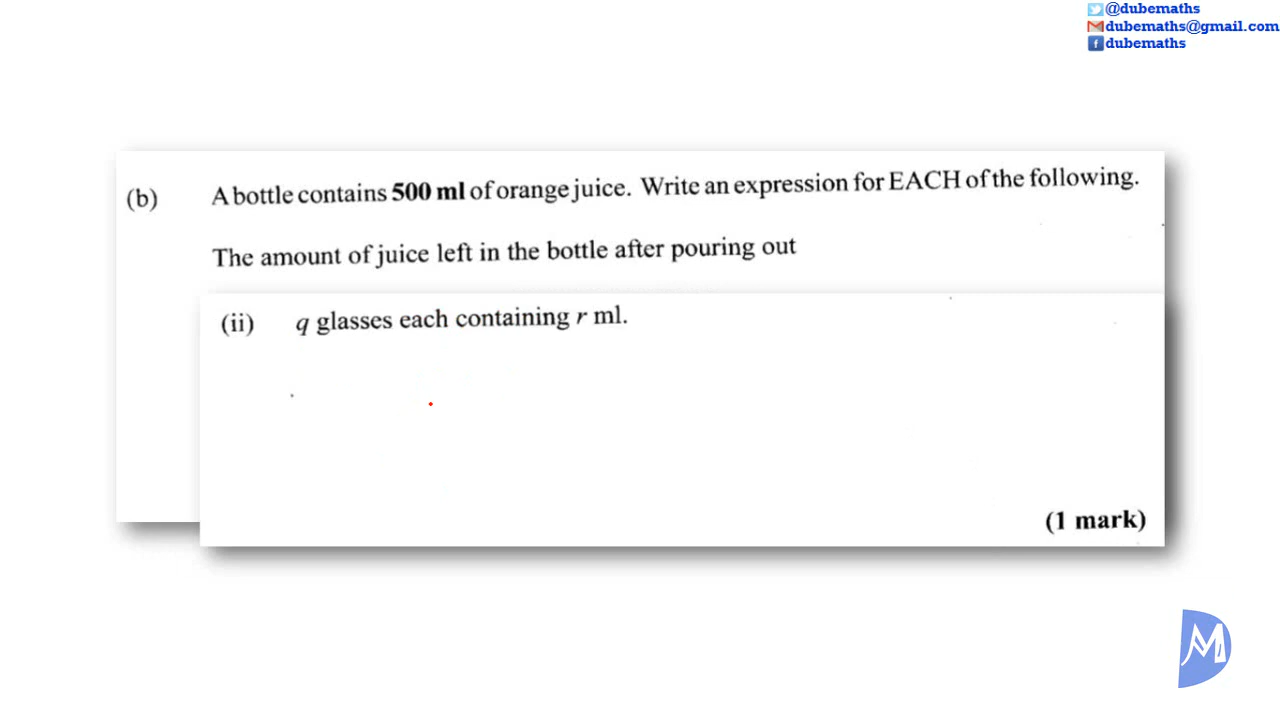 @dubemaths
dubemaths@gmail.com
dubemaths
(b) A bottle contains 500 ml of orange juice. Write an expression for EACH of the following.
The amount of juice left in the bottle after pouring out
(ii) q glasses each containing r ml.
(1 mark)
M